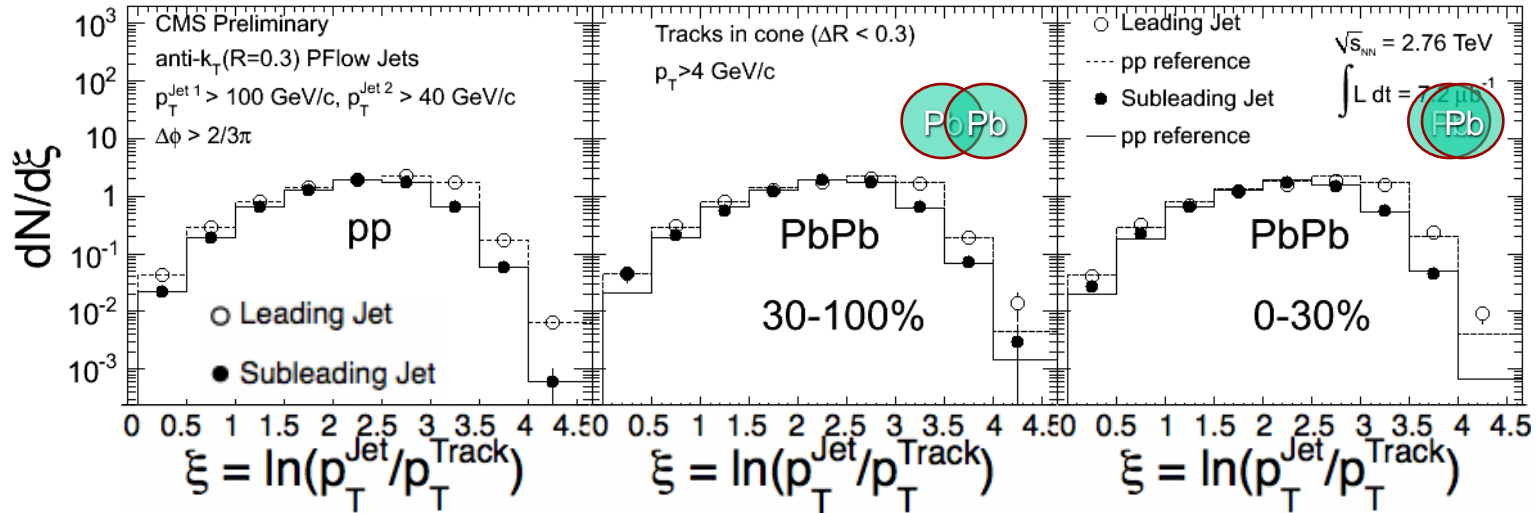 dN/dξ
10³
10²
10
1
10⁻¹
10⁻²
10⁻³
CMS Preliminary
anti-k_T(R=0.3) PFlow Jets
p_T^Jet 1 > 100 GeV/c, p_T^Jet 2 > 40 GeV/c
Δϕ > 2/3π
pp
Leading Jet
Subleading Jet
0 0.5 1 1.5 2 2.5 3 3.5 4 4.5
ξ = ln(p_T^Jet/p_T^Track)
Tracks in cone (ΔR < 0.3)
p_T>4 GeV/c
Pb Pb
PbPb
30-100%
0 0.5 1 1.5 2 2.5 3 3.5 4 4.5
ξ = ln(p_T^Jet/p_T^Track)
Leading Jet
pp reference
Subleading Jet
pp reference
√s_NN = 2.76 TeV
∫L dt = 7.2 μb⁻¹
Pb
PbPb
0-30%
0 0.5 1 1.5 2 2.5 3 3.5 4 4.5
ξ = ln(p_T^Jet/p_T^Track)